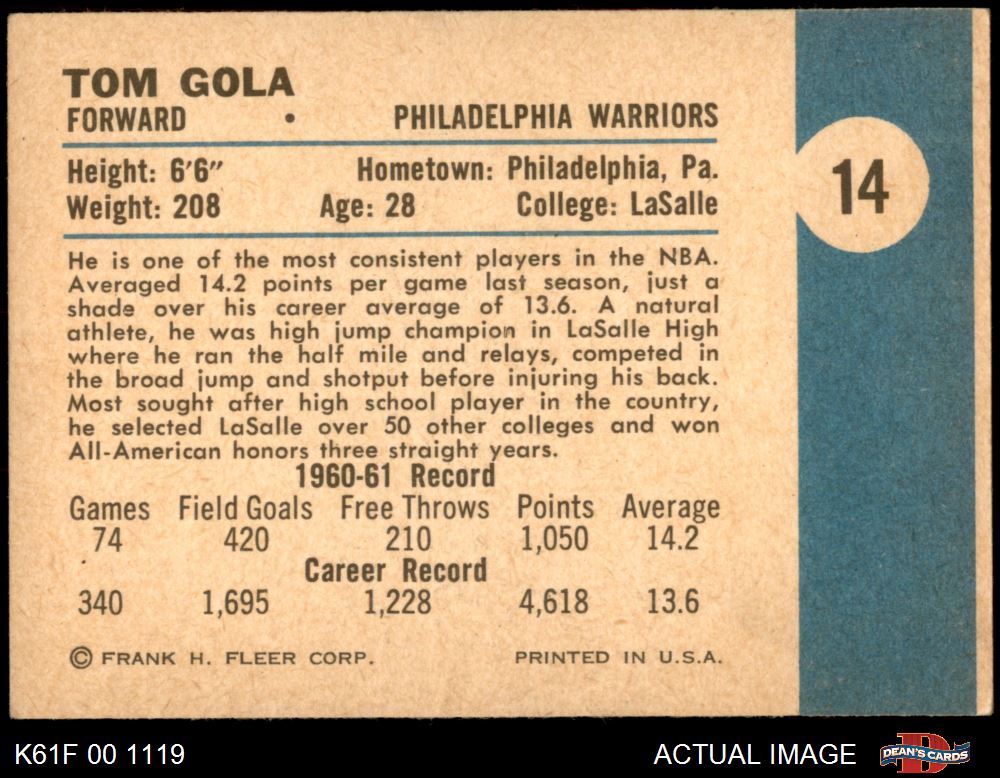 TOM GOLA
FORWARD • PHILADELPHIA WARRIORS
Height: 6'6" Hometown: Philadelphia, Pa.
Weight: 208 Age: 28 College: LaSalle
14
He is one of the most consistent players in the NBA.
Averaged 14.2 points per game last season, just a
shade over his career average of 13.6. A natural
athlete, he was high jump champion in LaSalle High
where he ran the half mile and relays, competed in
the broad jump and shotput before injuring his back.
Most sought after high school player in the country,
he selected LaSalle over 50 other colleges and won
All-American honors three straight years.
1960-61 Record
Games Field Goals Free Throws Points Average
74 420 210 1,050 14.2
Career Record
340 1,695 1,228 4,618 13.6
© FRANK H. FLEER CORP. PRINTED IN U.S.A.
K61F 00 1119 ACTUAL IMAGE D DEAN'S CARDS